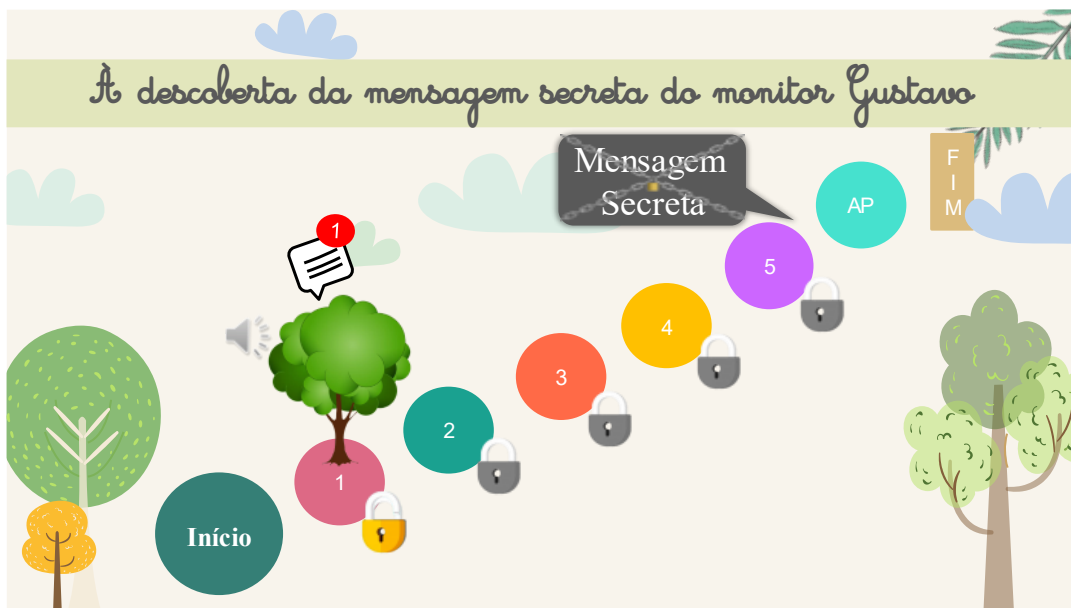 À descoberta da mensagem secreta do monitor Gustavo
Mensagem
Secreta
F
I
M
AP
5
1
4
3
2
1
Início